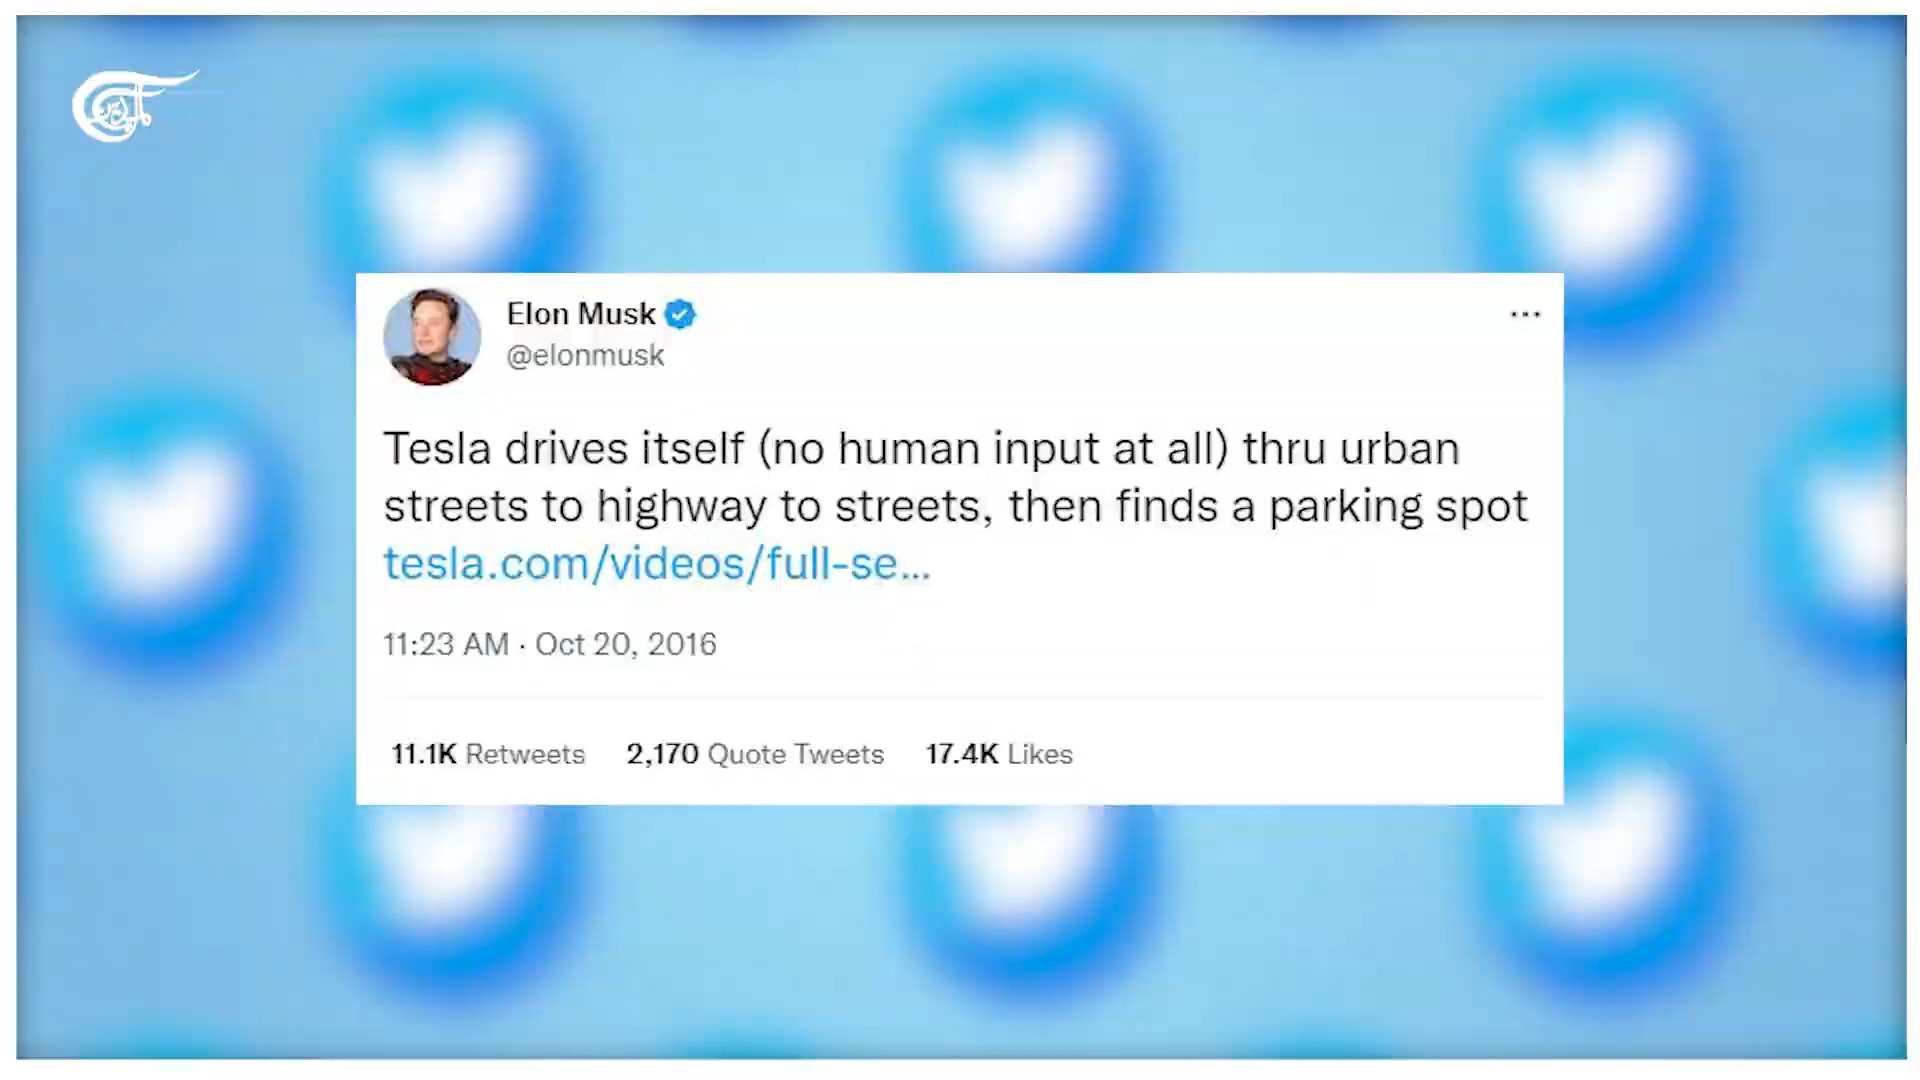 Elon Musk
@elonmusk
Tesla drives itself (no human input at all) thru urban
streets to highway to streets, then finds a parking spot
tesla.com/videos/full-se...
11:23 AM · Oct 20, 2016
11.1K Retweets 2,170 Quote Tweets 17.4K Likes